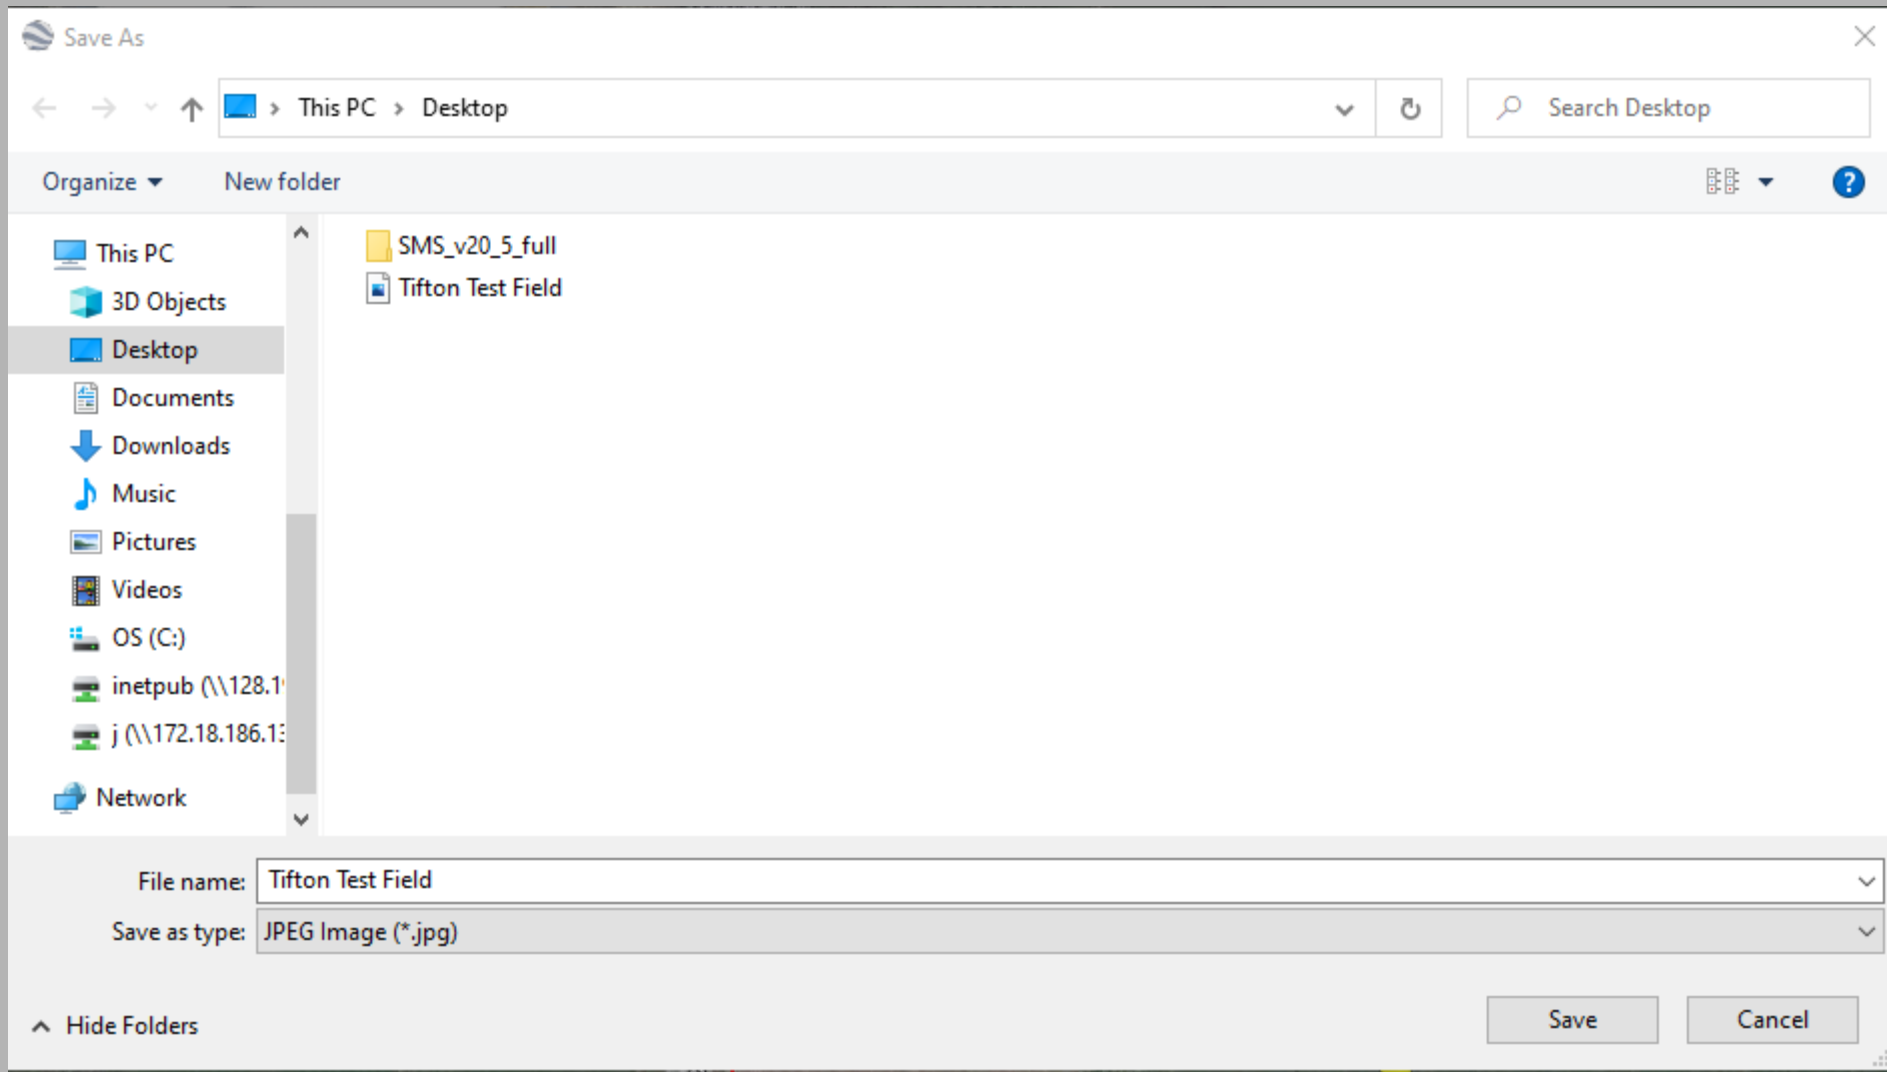 Save As
This PC > Desktop
Search Desktop
Organize
New folder
?
This PC
3D Objects
Desktop
Documents
Downloads
Music
Pictures
Videos
OS (C:)
inetpub (\\128.1
j (\\172.18.186.13
Network
SMS_v20_5_full
Tifton Test Field
File name: Tifton Test Field
Save as type: JPEG Image (*.jpg)
Hide Folders
Save
Cancel